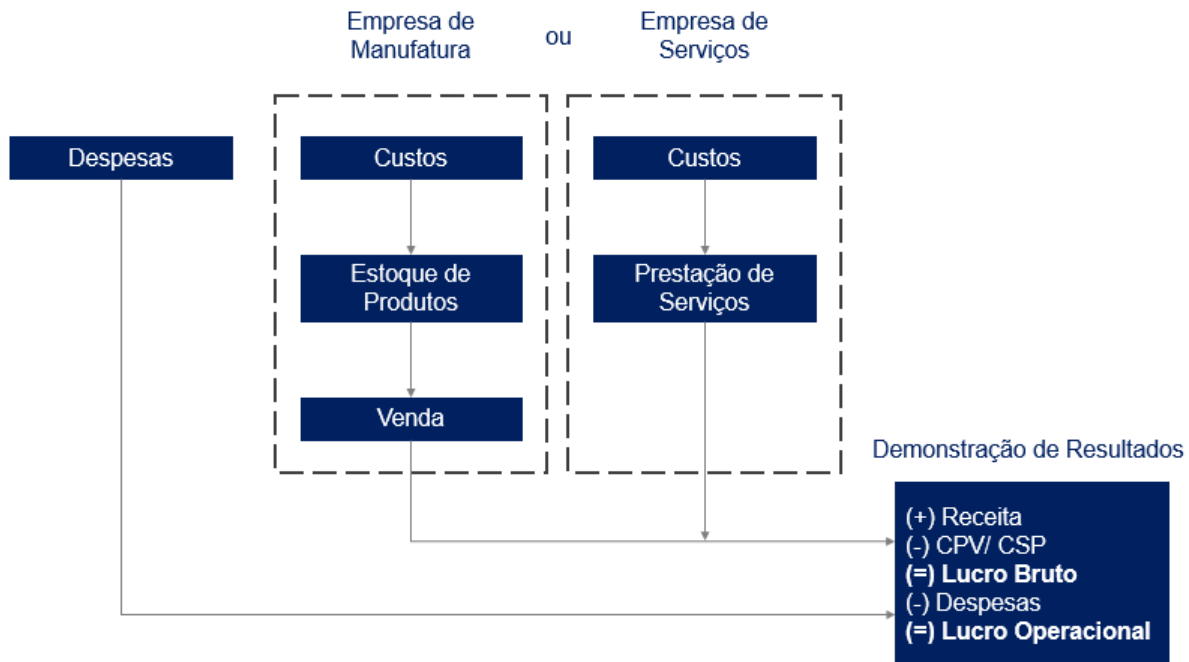 Empresa de
Manufatura
ou
Empresa de
Serviços
Despesas
Custos
Custos
Estoque de
Produtos
Prestação de
Serviços
Venda
Demonstração de Resultados
(+) Receita
(-) CPV/ CSP
(=) Lucro Bruto
(-) Despesas
(=) Lucro Operacional